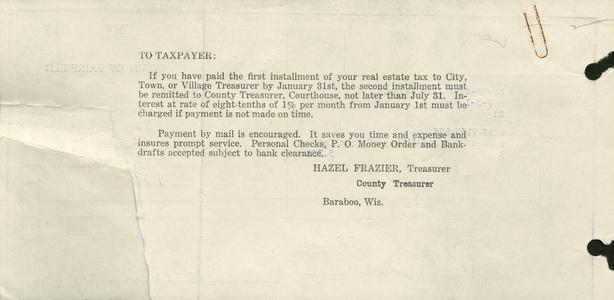 TO TAXPAYER:
If you have paid the first installment of your real estate tax to City,
Town, or Village Treasurer by January 31st, the second installment must
be remitted to County Treasurer, Courthouse, not later than July 31. In-
terest at rate of eight-tenths of 1% per month from January 1st must be
charged if payment is not made on time.
Payment by mail is encouraged. It saves you time and expense and
insures prompt service. Personal Checks, P. O. Money Order and Bank-
drafts accepted subject to bank clearance.
HAZEL FRAZIER, Treasurer
County Treasurer
Baraboo, Wis.